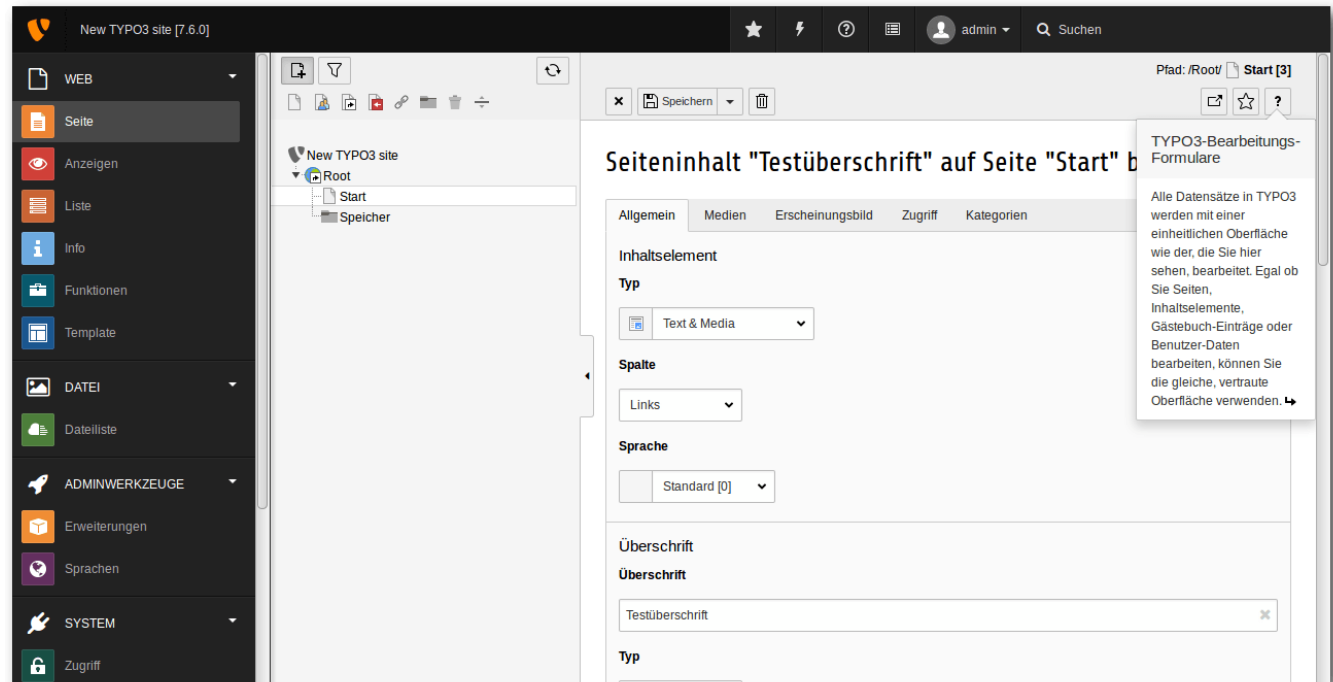 New TYPO3 site [7.6.0]
admin
Suchen
WEB
Seite
Anzeigen
Liste
Info
Funktionen
Template
DATEI
Dateiliste
ADMINWERKZEUGE
Erweiterungen
Sprachen
SYSTEM
Zugriff
New TYPO3 site
Root
Start
Speicher
Pfad: /Root/ Start [3]
Speichern
?
Seiteninhalt "Testüberschrift" auf Seite "Start" b
Allgemein Medien Erscheinungsbild Zugriff Kategorien
Inhaltselement
Typ
Text & Media
Spalte
Links
Sprache
Standard [0]
Überschrift
Überschrift
Testüberschrift
Typ
TYPO3-Bearbeitungs-
Formulare
Alle Datensätze in TYPO3
werden mit einer
einheitlichen Oberfläche
wie der, die Sie hier
sehen, bearbeitet. Egal ob
Sie Seiten,
Inhaltselemente,
Gästebuch-Einträge oder
Benutzer-Daten
bearbeiten, können Sie
die gleiche, vertraute
Oberfläche verwenden.